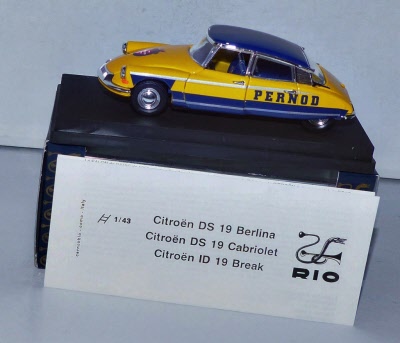 PERNOD
1/43
Citroën DS 19 Berlina
Citroën DS 19 Cabriolet
Citroën ID 19 Break
RIO